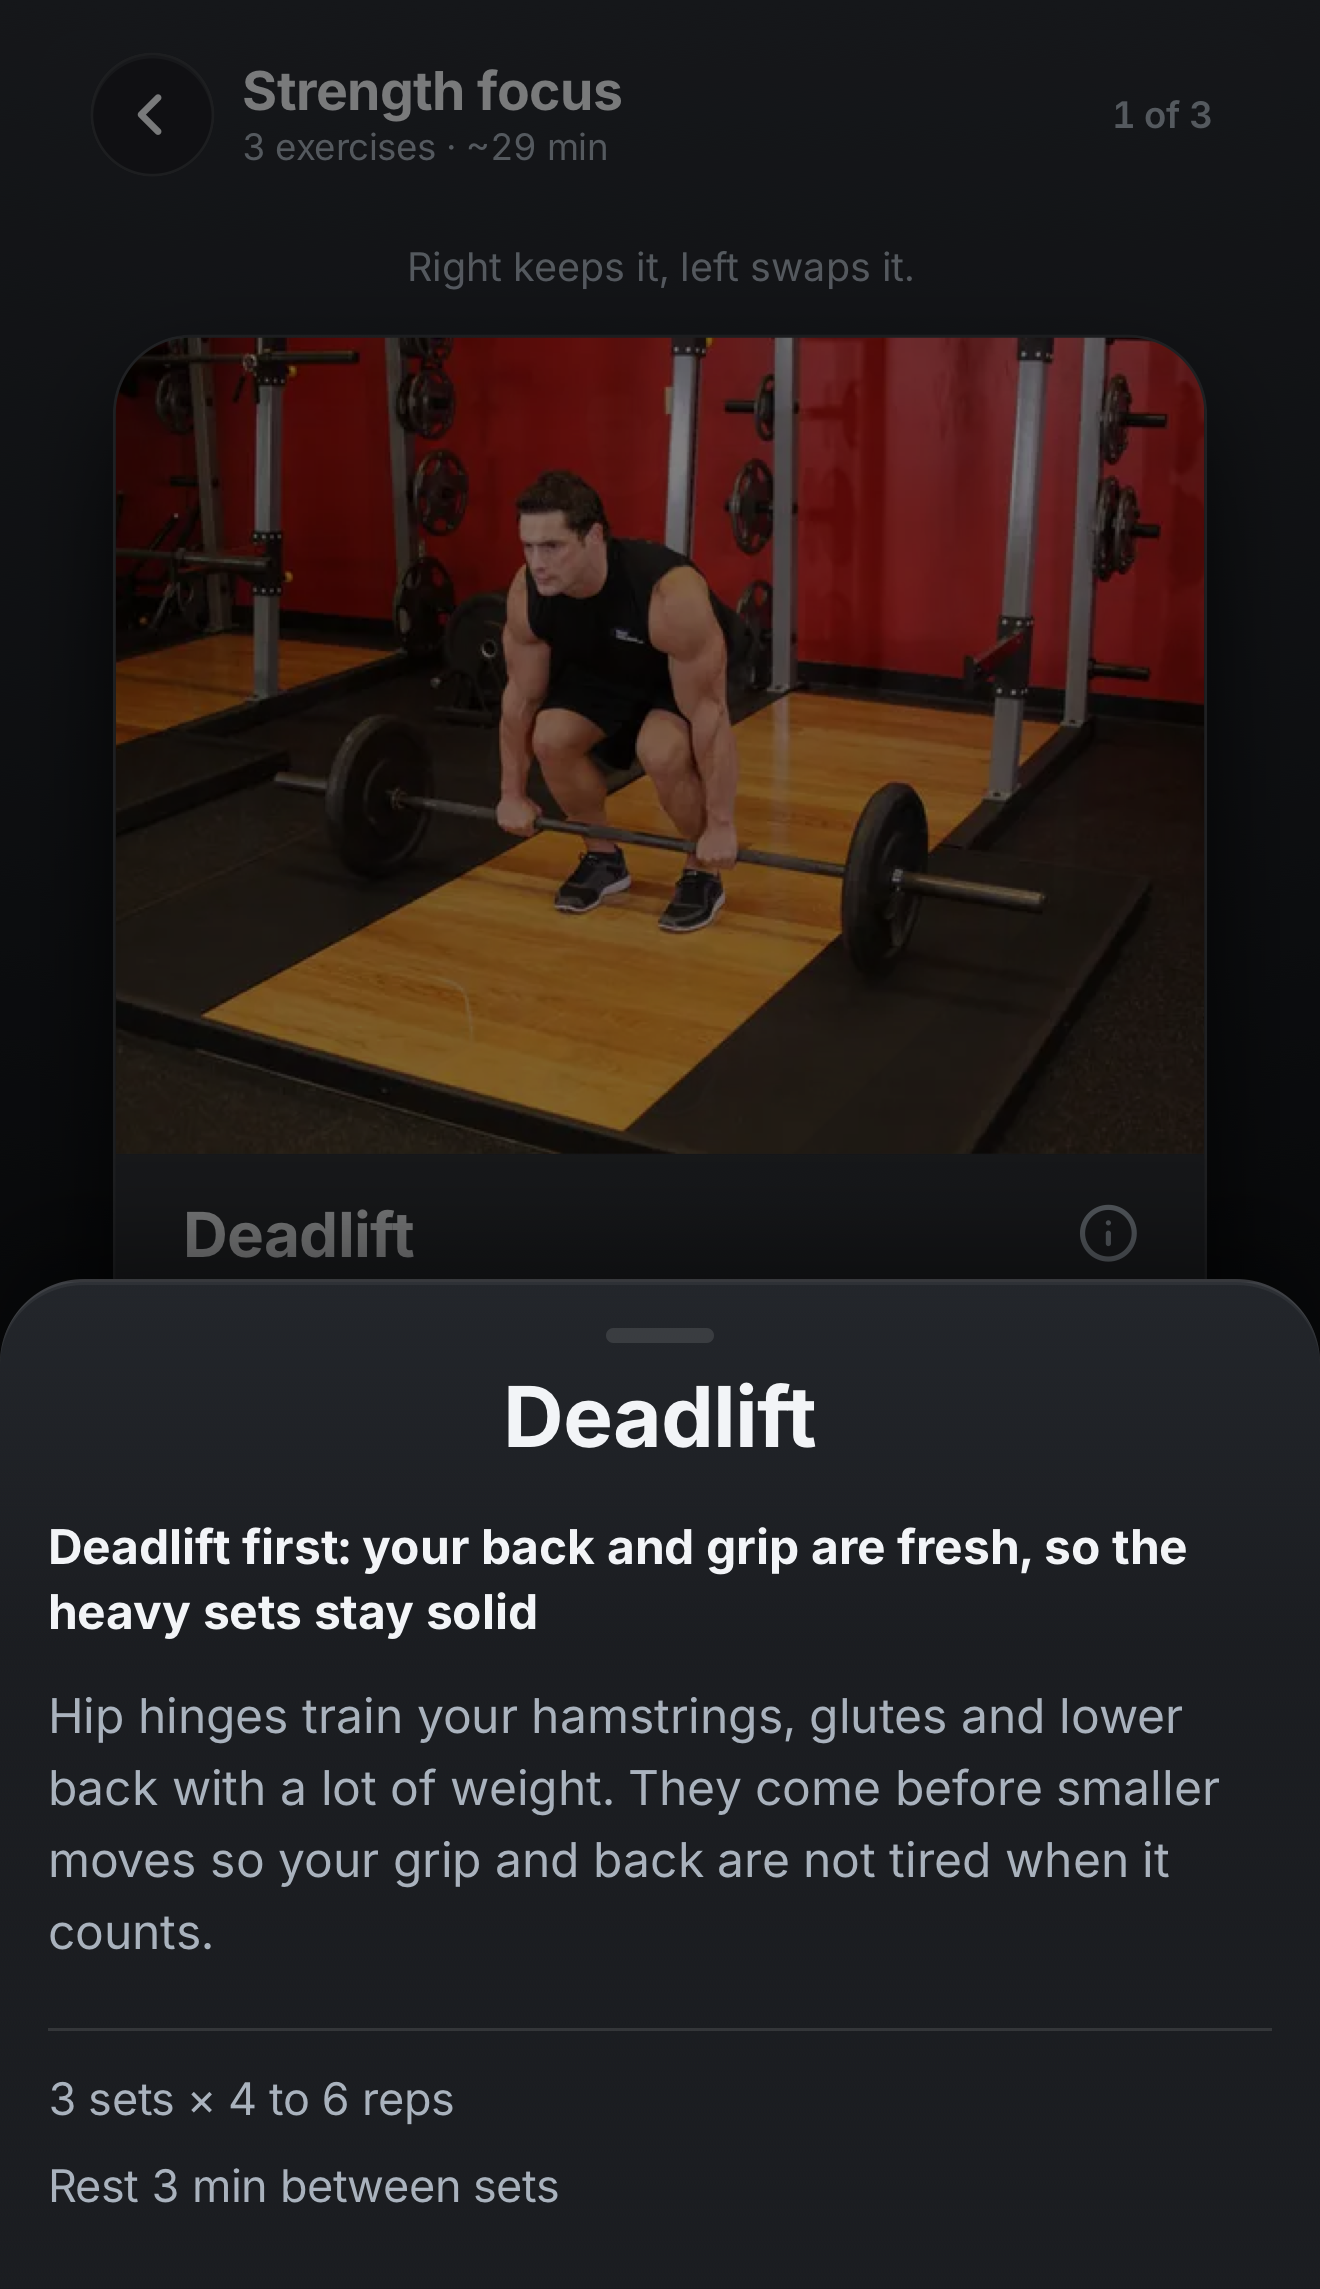 Strength focus
3 exercises · ~29 min
1 of 3
Right keeps it, left swaps it.
Deadlift
Deadlift
Deadlift first: your back and grip are fresh, so the
heavy sets stay solid
Hip hinges train your hamstrings, glutes and lower
back with a lot of weight. They come before smaller
moves so your grip and back are not tired when it
counts.
3 sets × 4 to 6 reps
Rest 3 min between sets